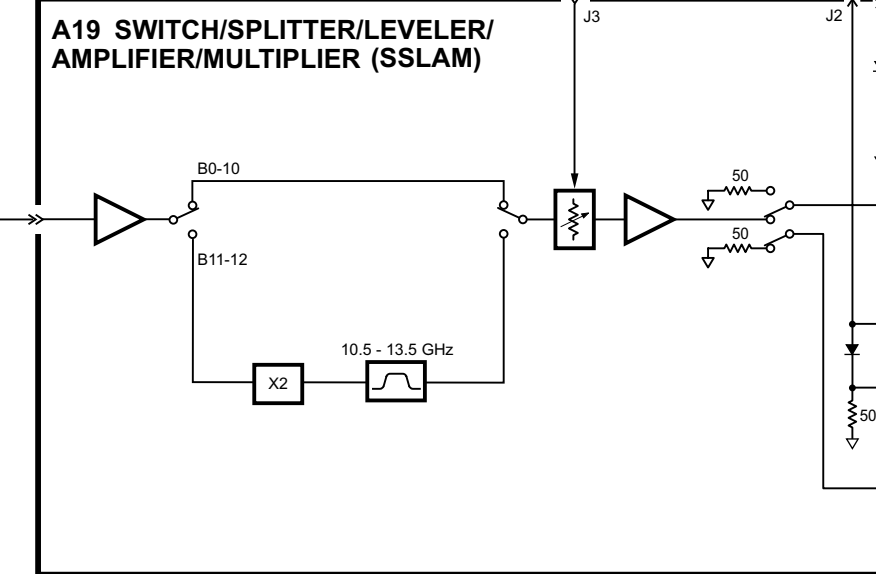 A19 SWITCH/SPLITTER/LEVELER/
AMPLIFIER/MULTIPLIER (SSLAM)
J3
J2
B0-10
50
50
B11-12
10.5 - 13.5 GHz
X2
50